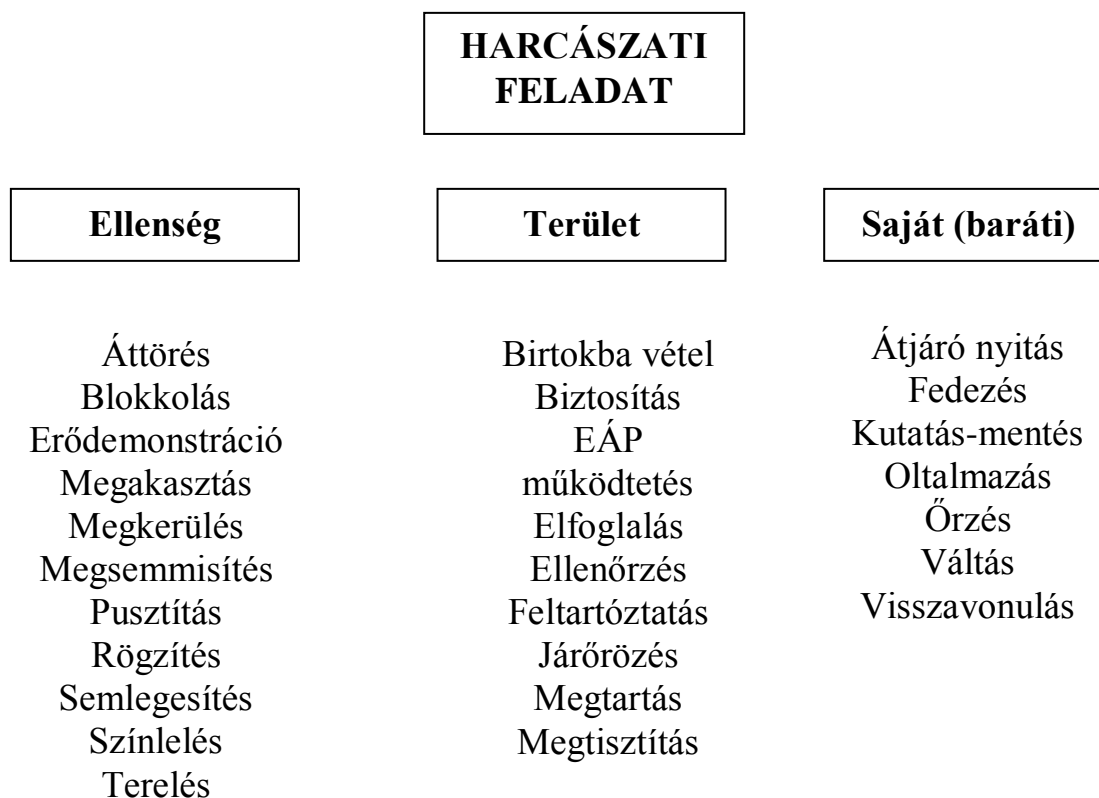 HARCÁSZATI
FELADAT
Ellenség
Terület
Saját (baráti)
Áttörés
Blokkolás
Erődemonstráció
Megakasztás
Megkerülés
Megsemmisítés
Pusztítás
Rögzítés
Semlegesítés
Színlelés
Terelés
Birtokba vétel
Biztosítás
EÁP
működtetés
Elfoglalás
Ellenőrzés
Feltartóztatás
Járőrözés
Megtartás
Megtisztítás
Átjáró nyitás
Fedezés
Kutatás-mentés
Oltalmazás
Őrzés
Váltás
Visszavonulás